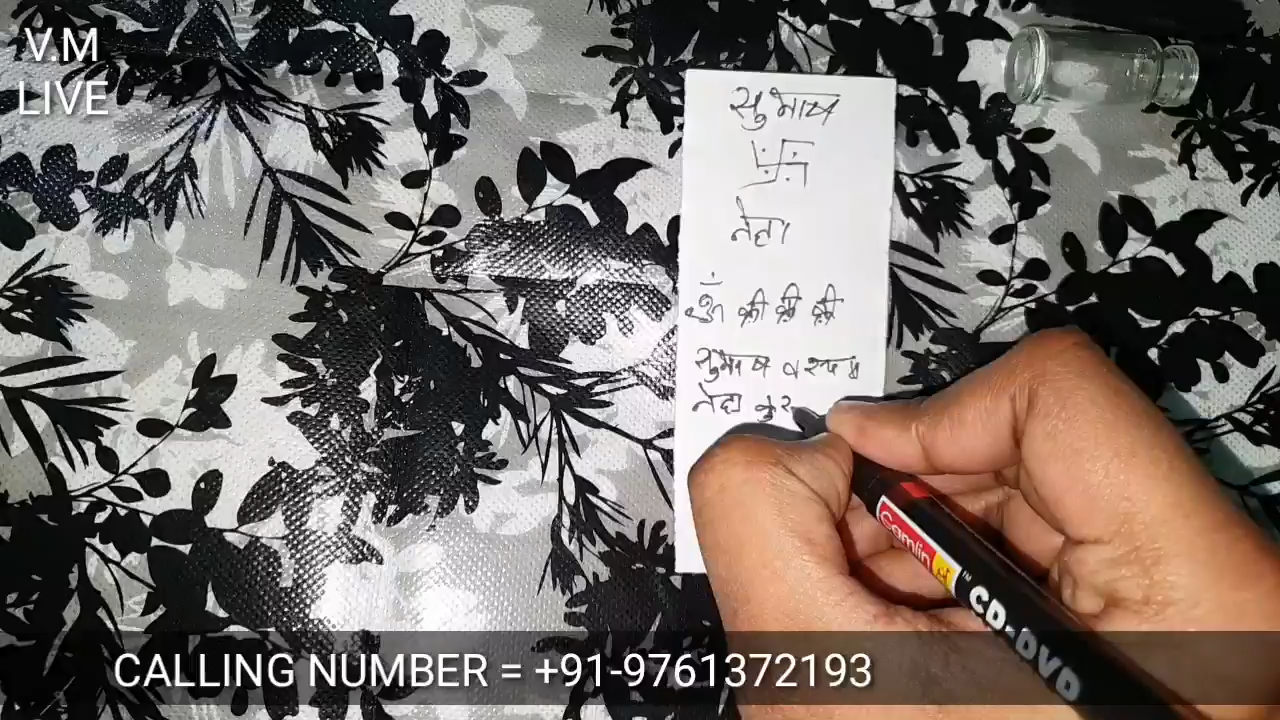 V.M
LIVE
सुभाष
नेहा
ॐ क्रीं क्रीं क्रीं
सुभाष
नेहा
Camlin
CD-DVD
CALLING NUMBER = +91-9761372193